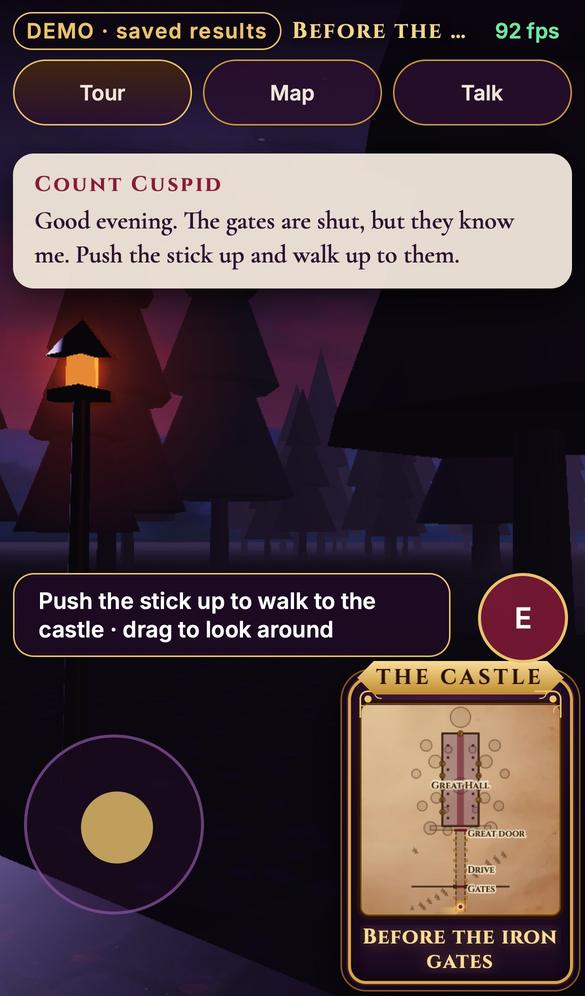 DEMO · saved results
BEFORE THE ...
92 fps
Tour
Map
Talk
COUNT CUSPID
Good evening. The gates are shut, but they know
me. Push the stick up and walk up to them.
Push the stick up to walk to the
castle · drag to look around
E
THE CASTLE
GREAT HALL
GREAT DOOR
DRIVE
GATES
BEFORE THE IRON
GATES